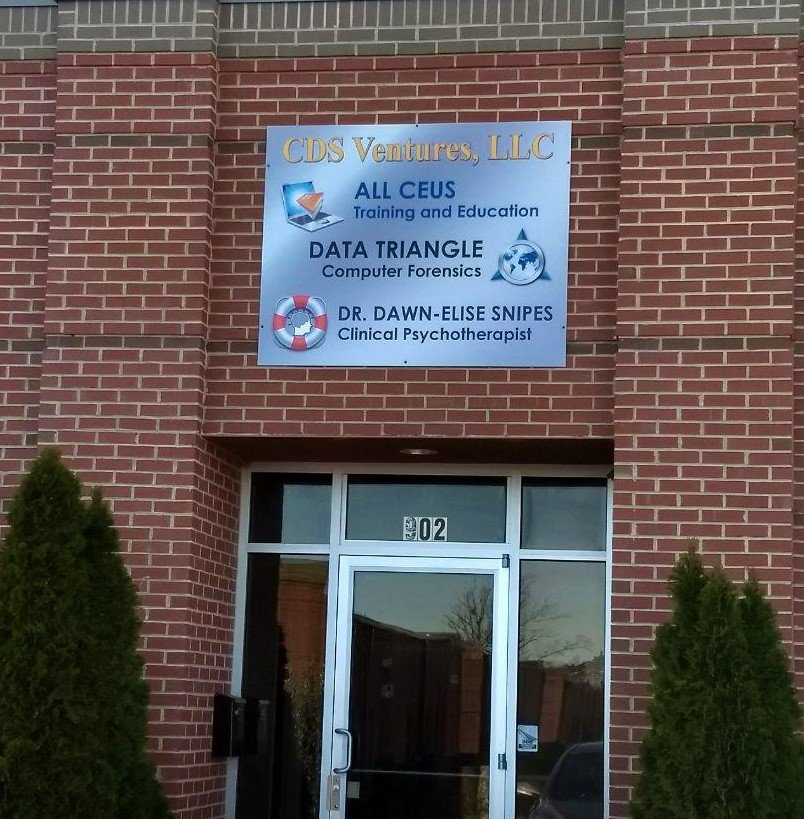 CDS Ventures, LLC
ALL CEUS
Training and Education
DATA TRIANGLE
Computer Forensics
DR. DAWN-ELISE SNIPES
Clinical Psychotherapist
902